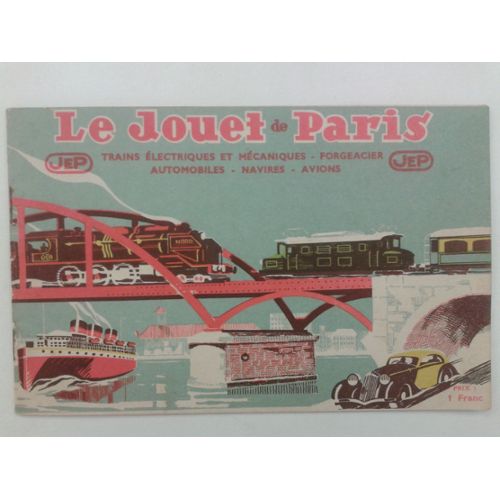 Le Jouet de Paris
JEP
TRAINS ÉLECTRIQUES ET MÉCANIQUES - FORGEACIER
AUTOMOBILES - NAVIRES - AVIONS
JEP
PRIX :
1 Franc